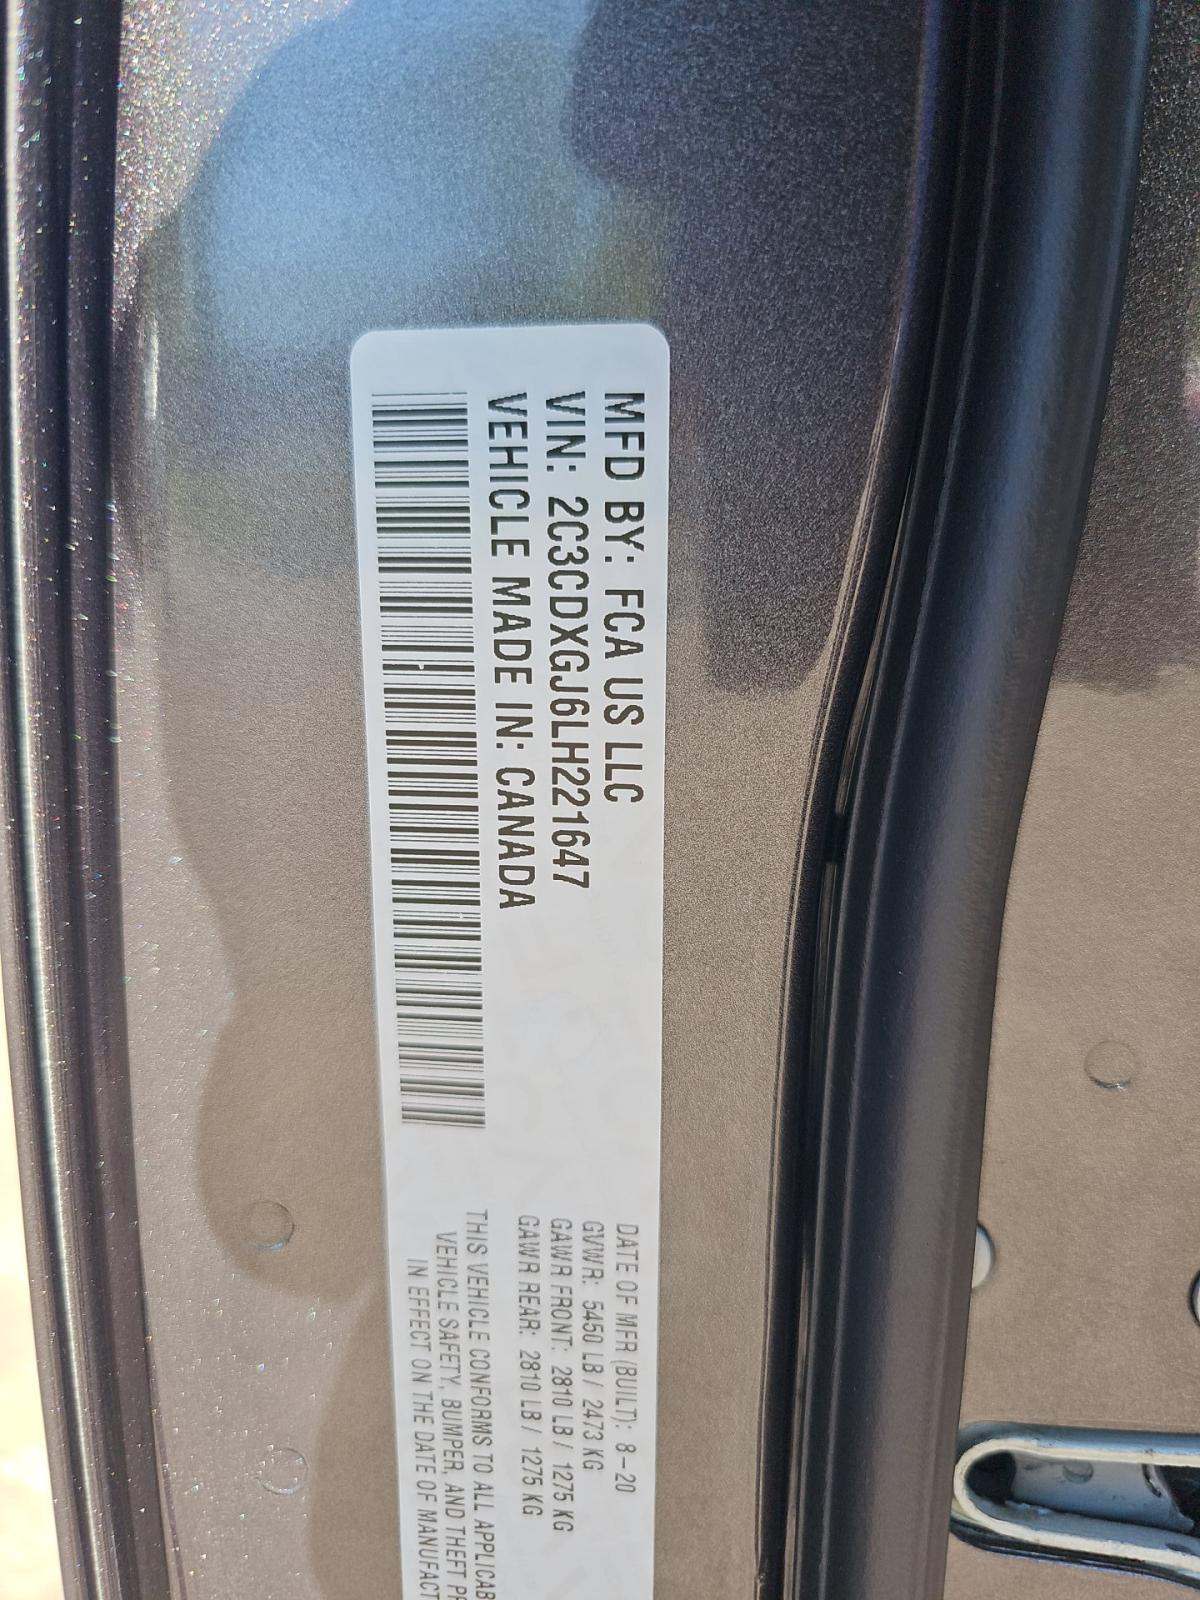 MFD BY: FCA US LLC
VIN: 2C3CDXGJ6LH221647
VEHICLE MADE IN: CANADA
DATE OF MFR (BUILT): 8-20
GVWR: 5450 LB / 2473 KG
GAWR FRONT: 2810 LB / 1275 KG
GAWR REAR: 2810 LB / 1275 KG
THIS VEHICLE CONFORMS TO ALL APPLICAB
VEHICLE SAFETY, BUMPER, AND THEFT PR
IN EFFECT ON THE DATE OF MANUFACT